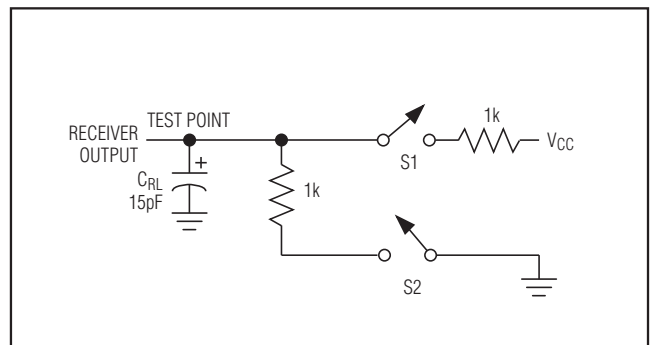 TEST POINT
RECEIVER
OUTPUT
1k
VCC
S1
+
CRL
15pF
1k
S2